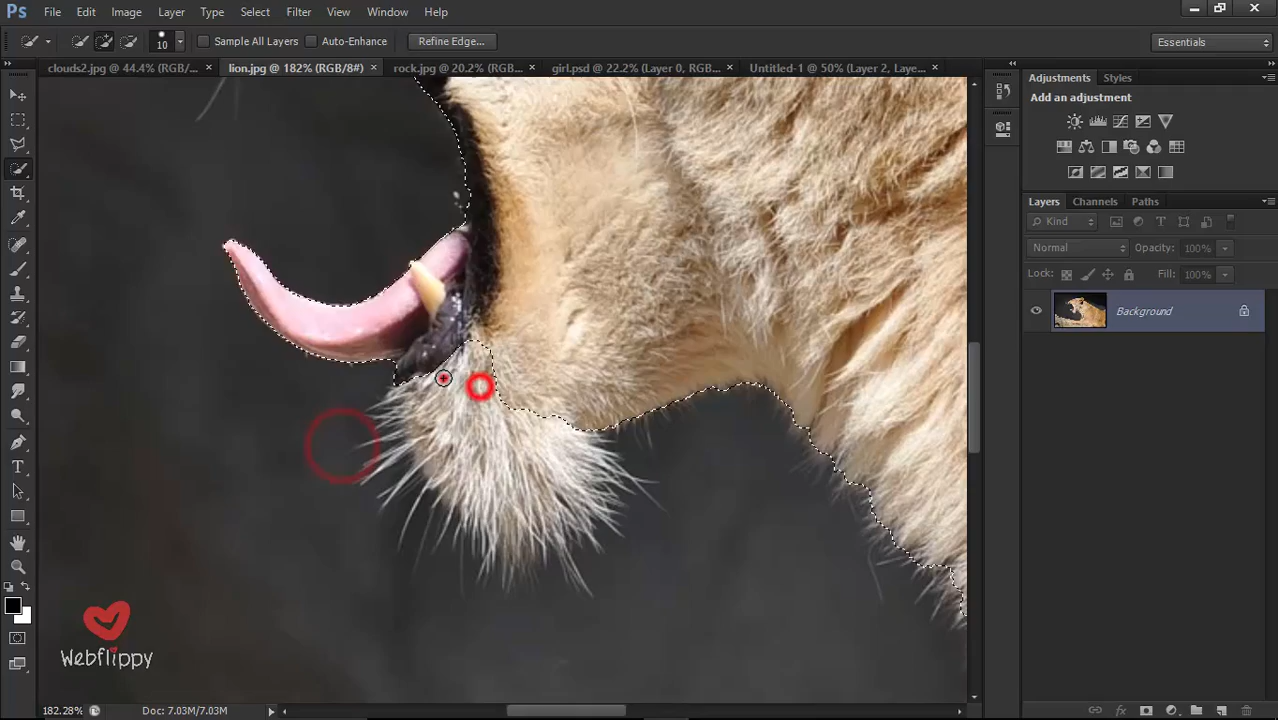 Ps File Edit Image Layer Type Select Filter View Window Help
10 Sample All Layers Auto-Enhance Refine Edge... Essentials
clouds2.jpg @ 44.4% (RGB/... × lion.jpg @ 182% (RGB/8#) × rock.jpg @ 20.2% (RGB... × girl.psd @ 22.2% (Layer 0, RGB... × Untitled-1 @ 50% (Layer 2, Laye... ×
Adjustments Styles
Add an adjustment
Layers Channels Paths
Kind
Normal Opacity: 100%
Lock: Fill: 100%
Background
Webflippy
182.28% Doc: 7.03M/7.03M